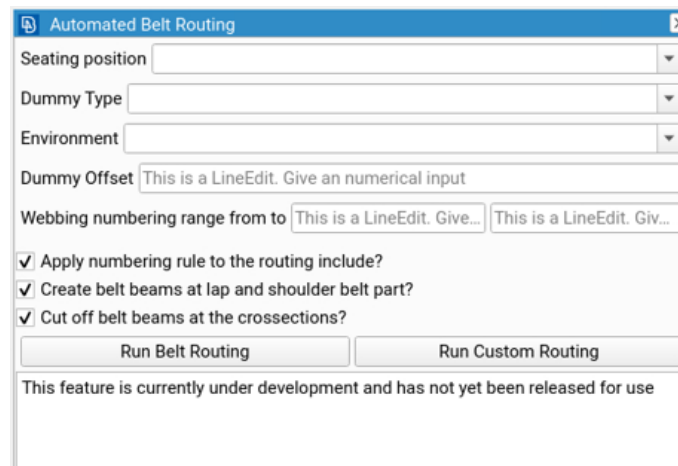 Automated Belt Routing
Seating position
Dummy Type
Environment
Dummy Offset This is a LineEdit. Give an numerical input
Webbing numbering range from to This is a LineEdit. Give... This is a LineEdit. Giv...
Apply numbering rule to the routing include?
Create belt beams at lap and shoulder belt part?
Cut off belt beams at the crossections?
Run Belt Routing Run Custom Routing
This feature is currently under development and has not yet been released for use